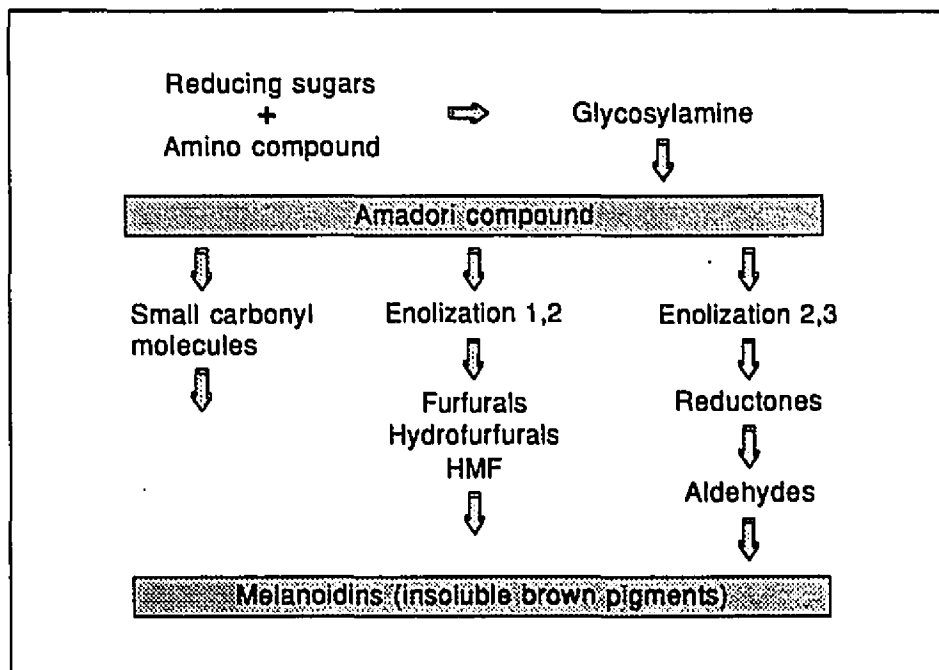 Reducing sugars
+
Amino compound
Glycosylamine
Amadori compound
Small carbonyl
molecules
Enolization 1,2
Furfurals
Hydrofurfurals
HMF
Enolization 2,3
Reductones
Aldehydes
Melanoidins (insoluble brown pigments)